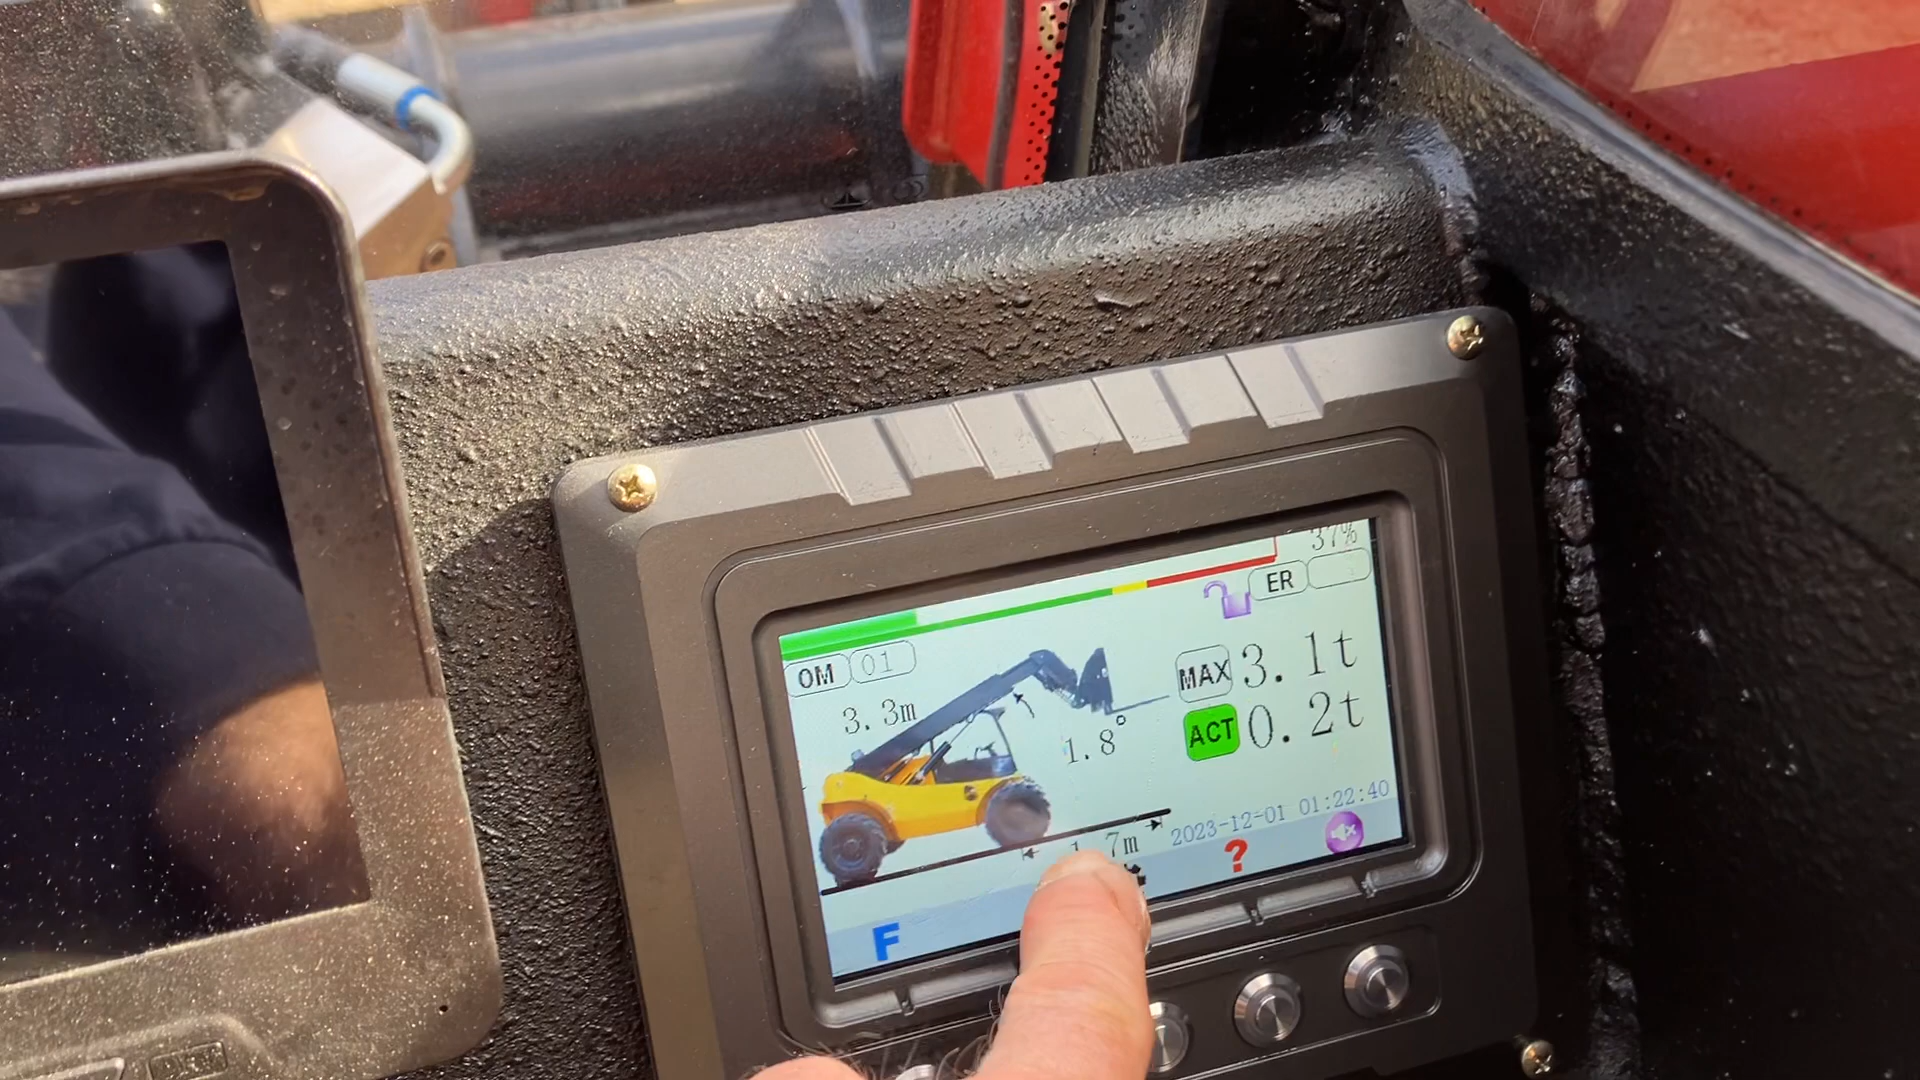 37%
ER
OM 01
MAX 3.1t
3.3m
ACT 0.2t
1.8°
2023-12-01 01:22:40
7m
?
F